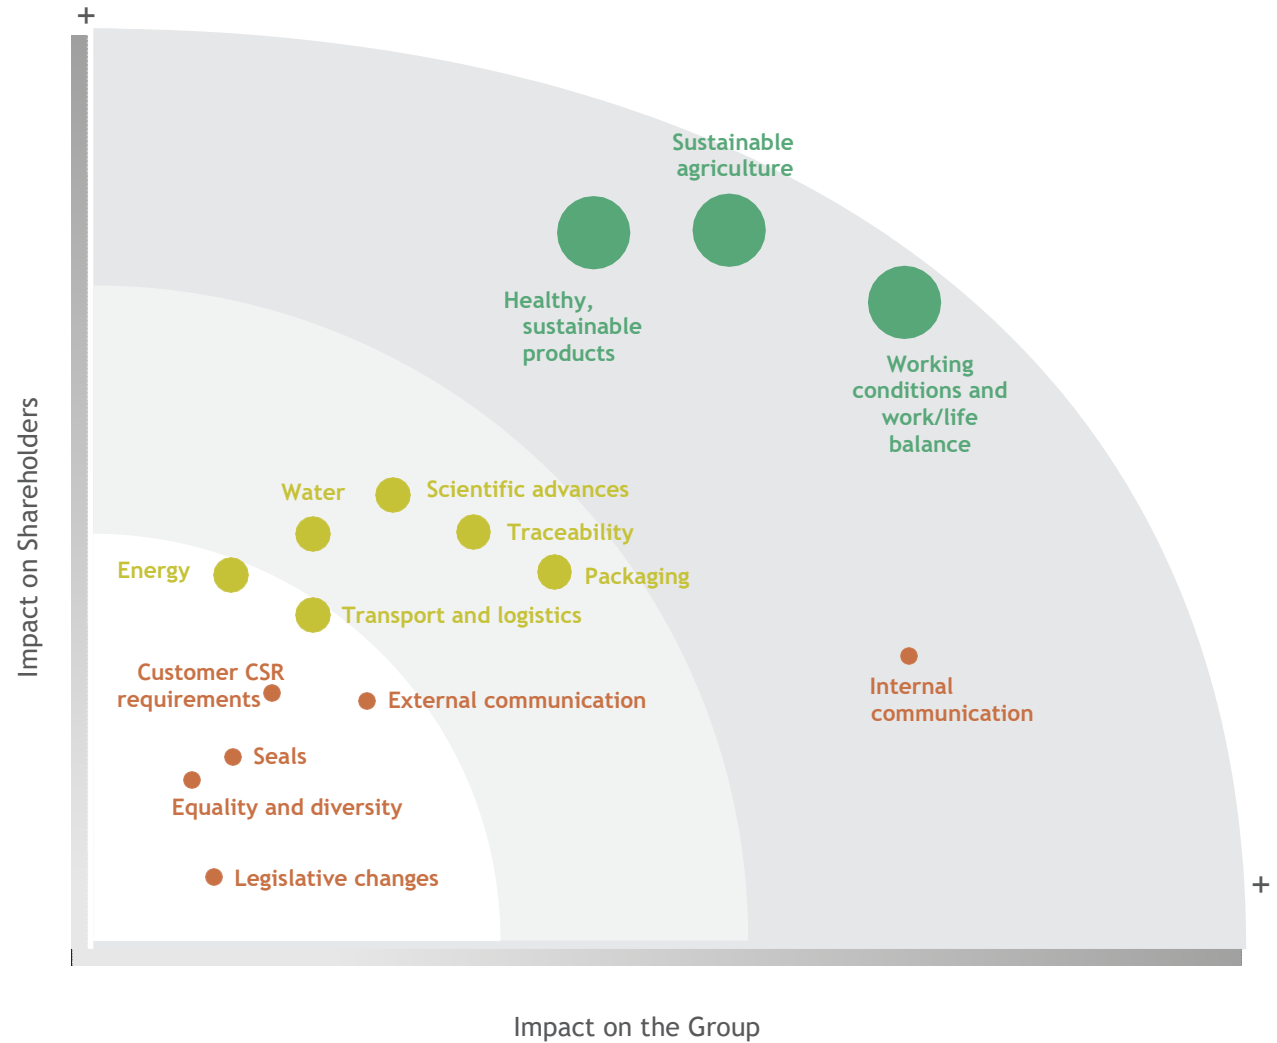 +
Sustainable
agriculture
Healthy,
sustainable
products
Working
conditions and
work/life
balance
Impact on Shareholders
Water
Scientific advances
Traceability
Energy
Packaging
Transport and logistics
Customer CSR
requirements
External communication
Internal
communication
Seals
Equality and diversity
Legislative changes
+
Impact on the Group